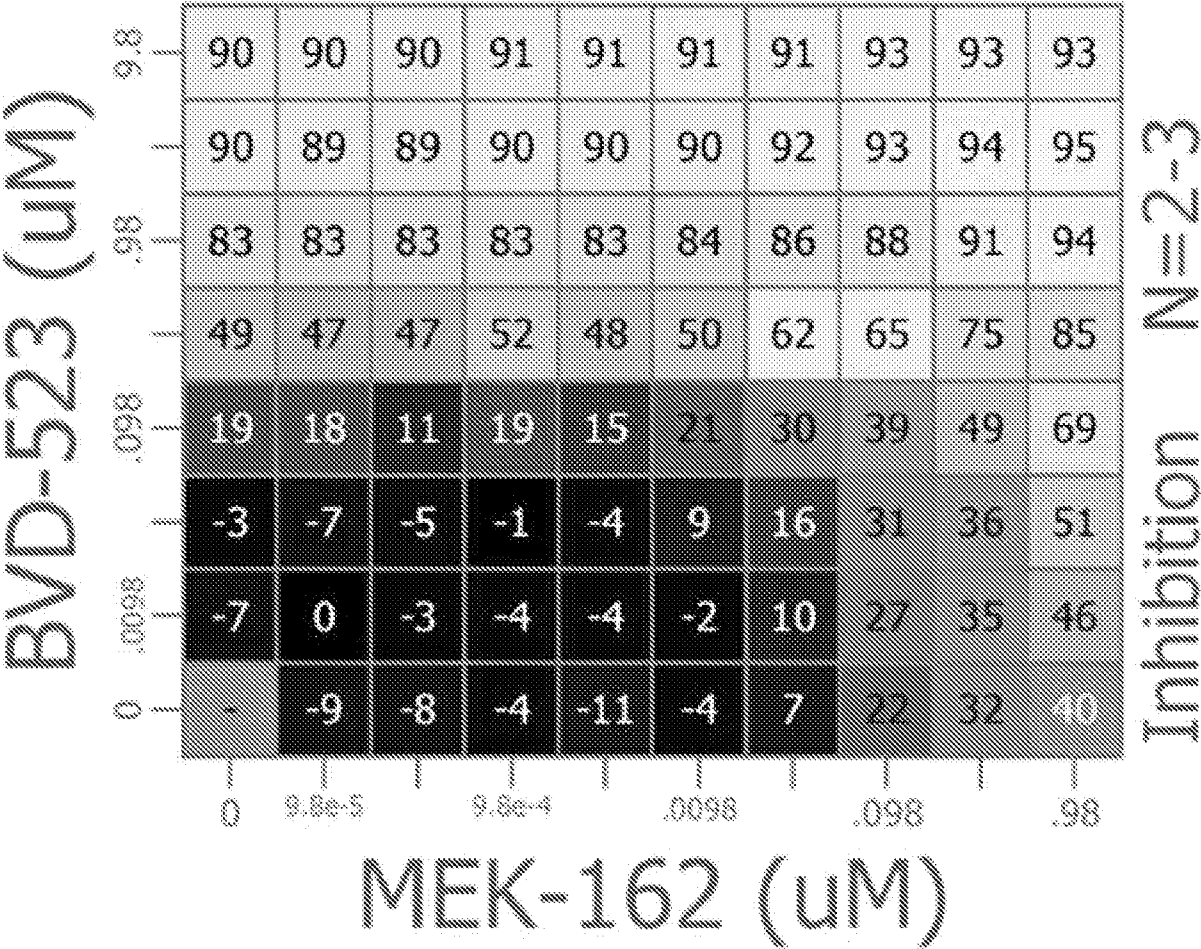 BVD-523 (uM)
9.8 90 90 90 91 91 91 91 93 93 93
90 89 89 90 90 90 92 93 94 95
.98 83 83 83 83 83 84 86 88 91 94
49 47 47 52 48 50 62 65 75 85
.098 19 18 11 19 15 21 30 39 49 69
-3 -7 -5 -1 -4 9 16 31 36 51
.0098 -7 0 -3 -4 -4 -2 10 27 35 46
0 - -9 -8 -4 -11 -4 7 22 32 40
0 9.8e-5 9.8e-4 .0098 .098 .98
MEK-162 (uM)
Inhibition N=2-3